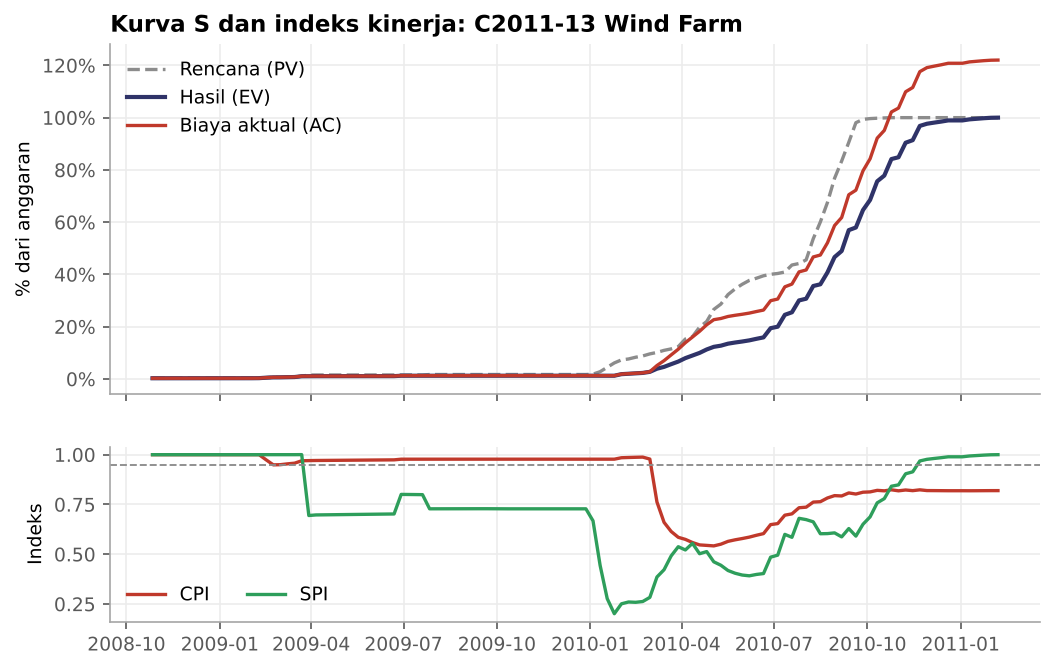 Kurva S dan indeks kinerja: C2011-13 Wind Farm
120%
100%
80%
60%
40%
20%
0%
% dari anggaran
Rencana (PV)
Hasil (EV)
Biaya aktual (AC)
1.00
0.75
0.50
0.25
Indeks
CPI SPI
2008-10 2009-01 2009-04 2009-07 2009-10 2010-01 2010-04 2010-07 2010-10 2011-01